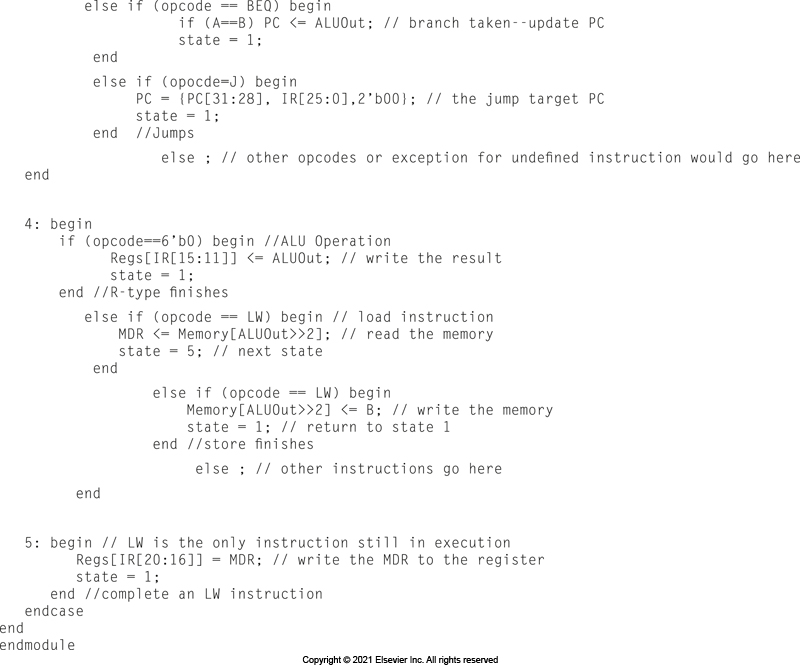 else if (opcode == BEQ) begin
if (A==B) PC <= ALUOut; // branch taken--update PC
state = 1;
end
else if (opocde=J) begin
PC = {PC[31:28], IR[25:0],2'b00}; // the jump target PC
state = 1;
end //Jumps
else ; // other opcodes or exception for undefined instruction would go here
end
4: begin
if (opcode==6'b0) begin //ALU Operation
Regs[IR[15:11]] <= ALUOut; // write the result
state = 1;
end //R-type finishes
else if (opcode == LW) begin // load instruction
MDR <= Memory[ALUOut>>2]; // read the memory
state = 5; // next state
end
else if (opcode == LW) begin
Memory[ALUOut>>2] <= B; // write the memory
state = 1; // return to state 1
end //store finishes
else ; // other instructions go here
end
5: begin // LW is the only instruction still in execution
Regs[IR[20:16]] = MDR; // write the MDR to the register
state = 1;
end //complete an LW instruction
endcase
end
endmodule
Copyright © 2021 Elsevier Inc. All rights reserved